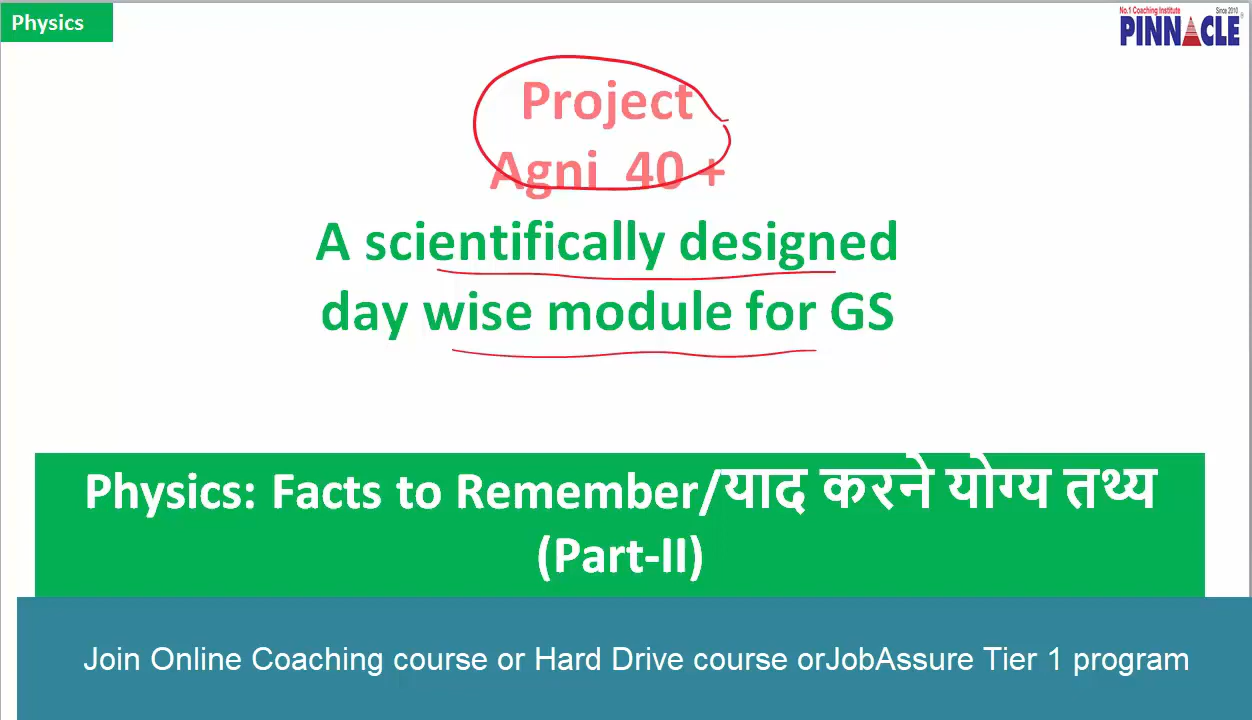 Physics
No.1 Coaching Institute
Since 2010
PINNACLE
Project
Agni 40 +
A scientifically designed
day wise module for GS
Physics: Facts to Remember/याद करने योग्य तथ्य
(Part-II)
Join Online Coaching course or Hard Drive course orJobAssure Tier 1 program